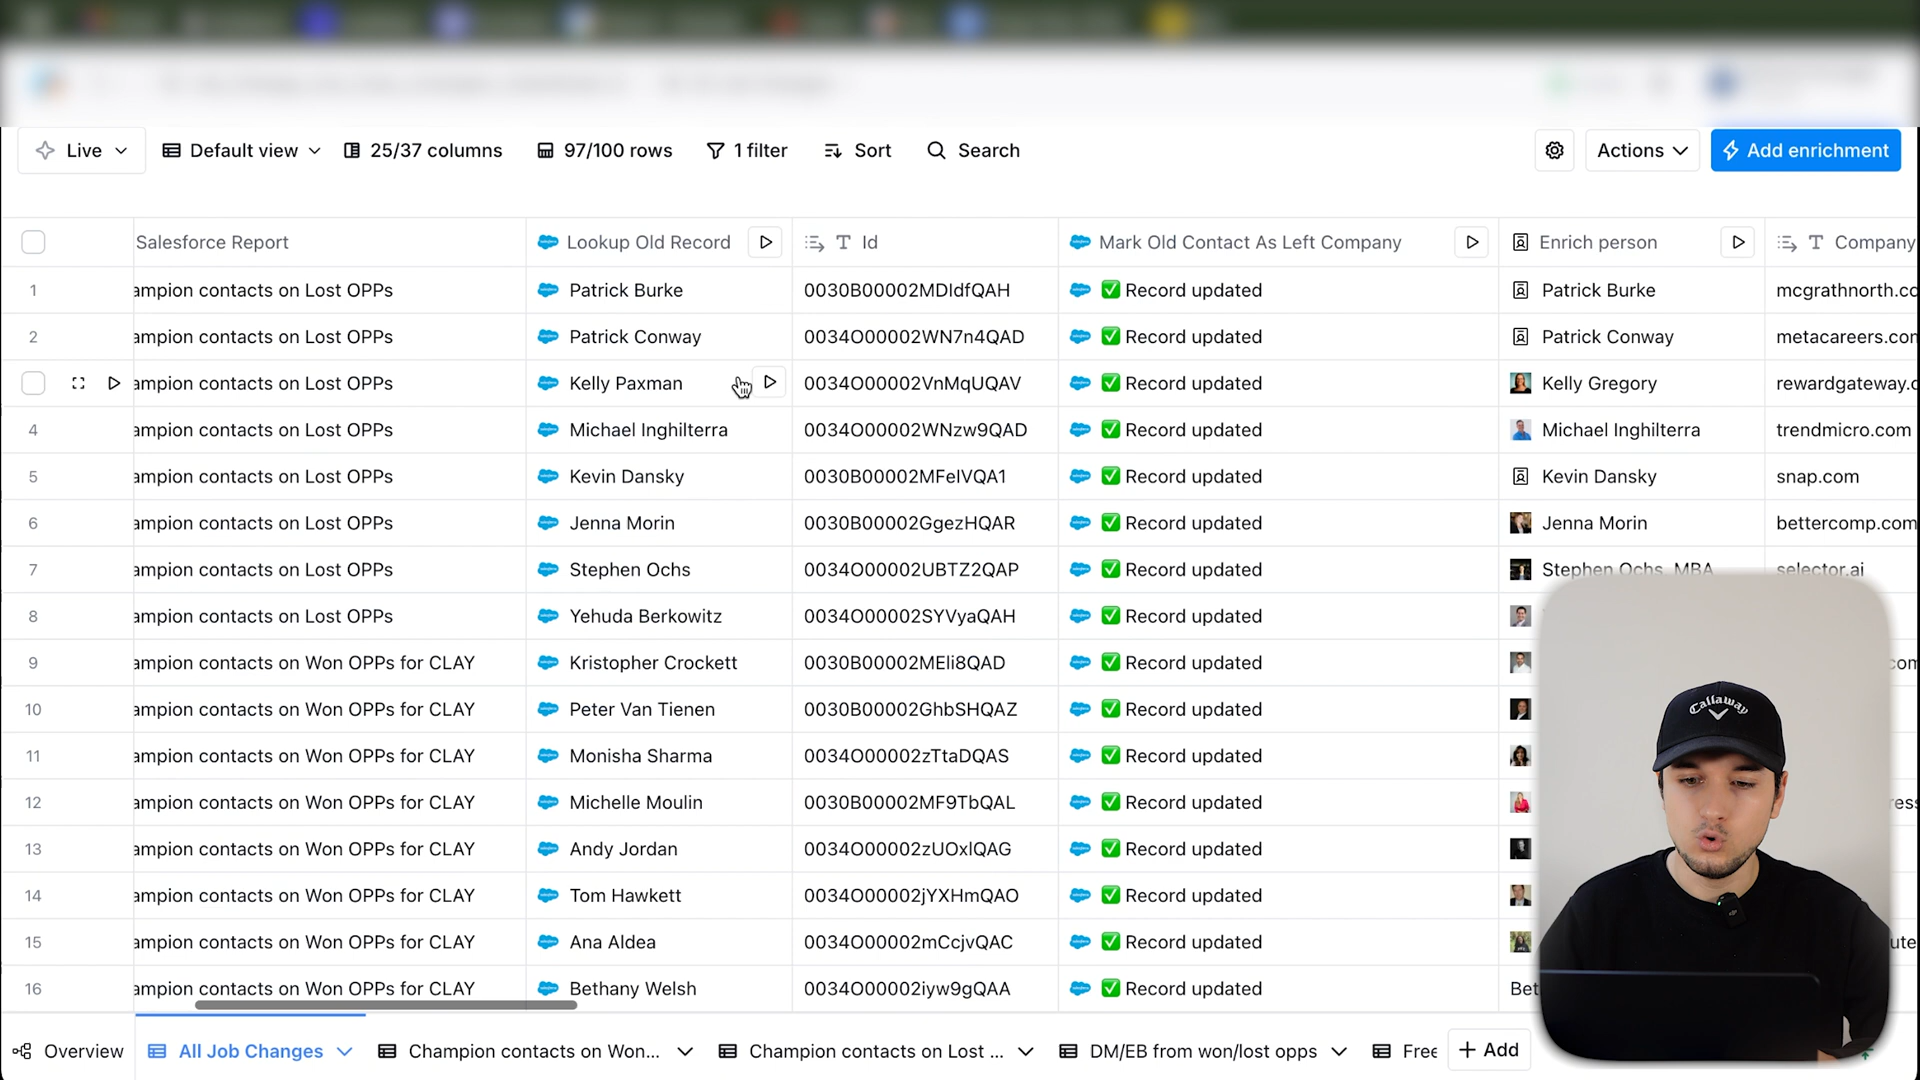 Live
Default view
25/37 columns
97/100 rows
1 filter
Sort
Search
Actions
Add enrichment
Salesforce Report
Lookup Old Record
Id
Mark Old Contact As Left Company
Enrich person
Company
1 ampion contacts on Lost OPPs Patrick Burke 0030B00002MDldfQAH Record updated Patrick Burke mcgrathnorth.co
2 ampion contacts on Lost OPPs Patrick Conway 0034O00002WN7n4QAD Record updated Patrick Conway metacareers.com
ampion contacts on Lost OPPs Kelly Paxman 0034O00002VnMqUQAV Record updated Kelly Gregory rewardgateway.c
4 ampion contacts on Lost OPPs Michael Inghilterra 0034O00002WNzw9QAD Record updated Michael Inghilterra trendmicro.com
5 ampion contacts on Lost OPPs Kevin Dansky 0030B00002MFeIVQA1 Record updated Kevin Dansky snap.com
6 ampion contacts on Lost OPPs Jenna Morin 0030B00002GgezHQAR Record updated Jenna Morin bettercomp.com
7 ampion contacts on Lost OPPs Stephen Ochs 0034O00002UBTZ2QAP Record updated Stephen Ochs, MBA selector.ai
8 ampion contacts on Lost OPPs Yehuda Berkowitz 0034O00002SYVyaQAH Record updated
9 ampion contacts on Won OPPs for CLAY Kristopher Crockett 0030B00002MEli8QAD Record updated com
10 ampion contacts on Won OPPs for CLAY Peter Van Tienen 0030B00002GhbSHQAZ Record updated
11 ampion contacts on Won OPPs for CLAY Monisha Sharma 0034O00002zTtaDQAS Record updated
12 ampion contacts on Won OPPs for CLAY Michelle Moulin 0030B00002MF9TbQAL Record updated ress
13 ampion contacts on Won OPPs for CLAY Andy Jordan 0034O00002zUOxlQAG Record updated
14 ampion contacts on Won OPPs for CLAY Tom Hawkett 0034O00002jYXHmQAO Record updated
15 ampion contacts on Won OPPs for CLAY Ana Aldea 0034O00002mCcjvQAC Record updated ute
16 ampion contacts on Won OPPs for CLAY Bethany Welsh 0034O00002iyw9gQAA Record updated Bet
Callaway
Overview
All Job Changes
Champion contacts on Won...
Champion contacts on Lost ...
DM/EB from won/lost opps
Free
+ Add